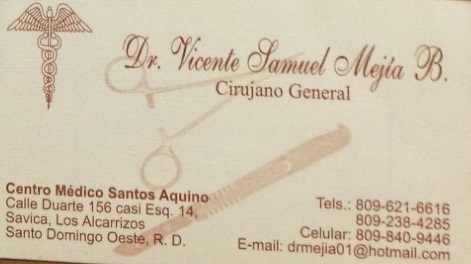 Dr. Vicente Samuel Mejía B.
Cirujano General
Centro Médico Santos Aquino
Calle Duarte 156 casi Esq. 14,
Savica, Los Alcarrizos
Santo Domingo Oeste, R. D.
Tels.: 809-621-6616
809-238-4285
Celular: 809-840-9446
E-mail: drmejia01@hotmail.com